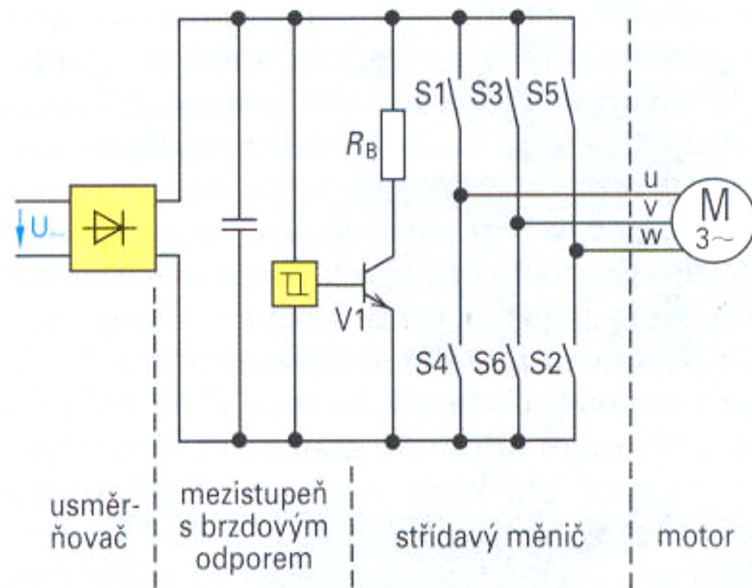 S1
S3
S5
R_B
u
v
w
M
3~
U~
V1
S4
S6
S2
usměr-
ňovač
mezistupeň
s brzdovým
odporem
střídavý měnič
motor